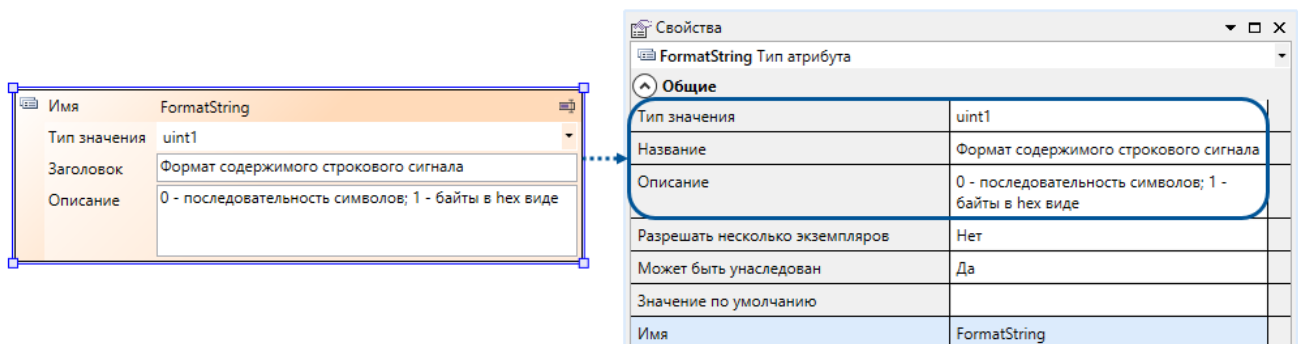 Имя FormatString
Тип значения uint1
Заголовок Формат содержимого строкового сигнала
Описание 0 - последовательность символов; 1 - байты в hex виде
Свойства
FormatString Тип атрибута
Общие
Тип значения uint1
Название Формат содержимого строкового сигнала
Описание 0 - последовательность символов; 1 -
байты в hex виде
Разрешать несколько экземпляров Нет
Может быть унаследован Да
Значение по умолчанию
Имя FormatString